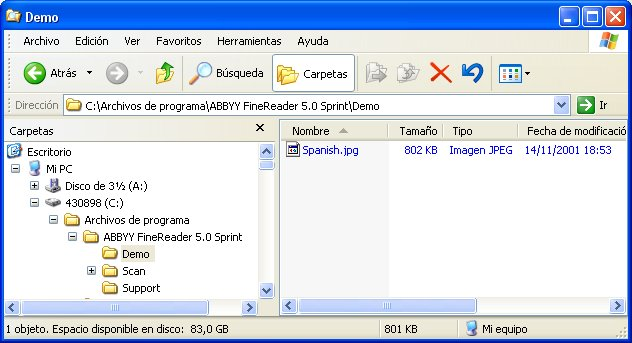 Demo
Archivo Edición Ver Favoritos Herramientas Ayuda
Atrás Búsqueda Carpetas
Dirección C:\Archivos de programa\ABBYY FineReader 5.0 Sprint\Demo Ir
Carpetas
Nombre Tamaño Tipo Fecha de modificació
Escritorio
Spanish.jpg 802 KB Imagen JPEG 14/11/2001 18:53
Mi PC
Disco de 3½ (A:)
430898 (C:)
Archivos de programa
ABBYY FineReader 5.0 Sprint
Demo
Scan
Support
1 objeto. Espacio disponible en disco: 83,0 GB 801 KB Mi equipo